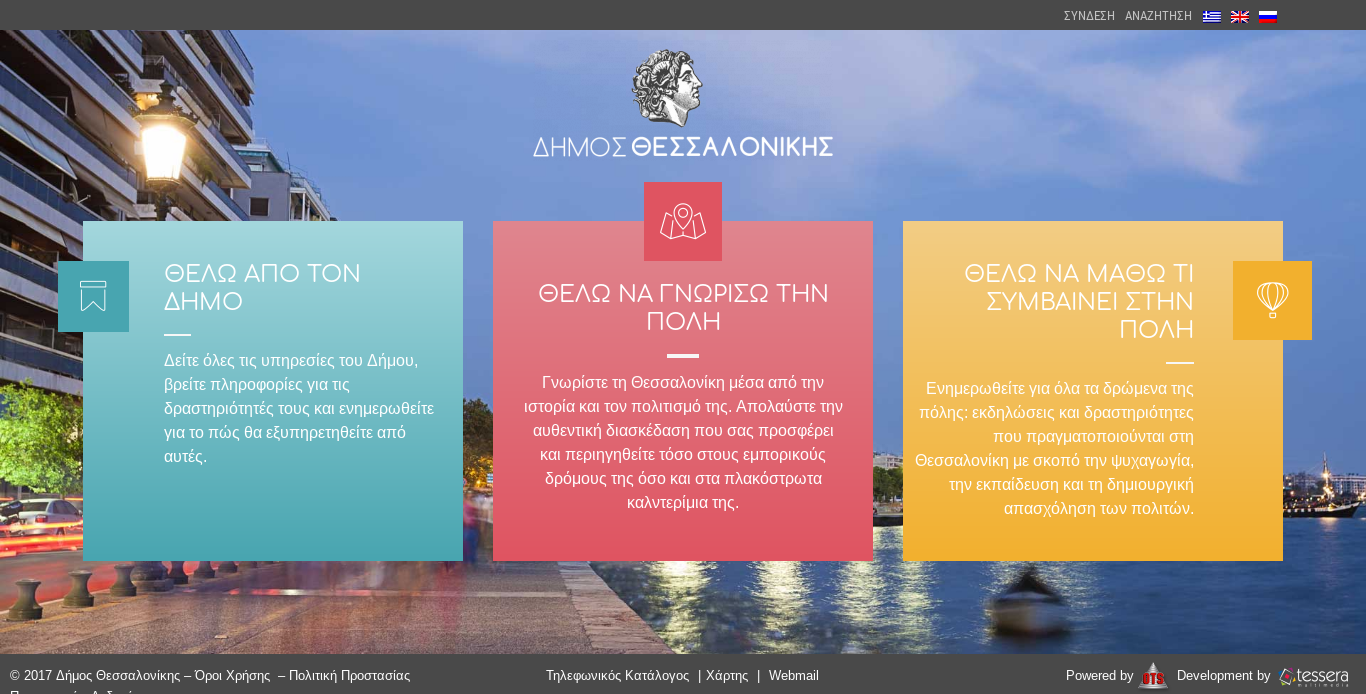 ΣΥΝΔΕΣΗ ΑΝΑΖΗΤΗΣΗ
ΔΗΜΟΣ ΘΕΣΣΑΛΟΝΙΚΗΣ
ΘΕΛΩ ΑΠΟ ΤΟΝ
ΔΗΜΟ
Δείτε όλες τις υπηρεσίες του Δήμου,
βρείτε πληροφορίες για τις
δραστηριότητές τους και ενημερωθείτε
για το πώς θα εξυπηρετηθείτε από
αυτές.
ΘΕΛΩ ΝΑ ΓΝΩΡΙΣΩ ΤΗΝ
ΠΟΛΗ
Γνωρίστε τη Θεσσαλονίκη μέσα από την
ιστορία και τον πολιτισμό της. Απολαύστε την
αυθεντική διασκέδαση που σας προσφέρει
και περιηγηθείτε τόσο στους εμπορικούς
δρόμους της όσο και στα πλακόστρωτα
καλντερίμια της.
ΘΕΛΩ ΝΑ ΜΑΘΩ ΤΙ
ΣΥΜΒΑΙΝΕΙ ΣΤΗΝ
ΠΟΛΗ
Ενημερωθείτε για όλα τα δρώμενα της
πόλης: εκδηλώσεις και δραστηριότητες
που πραγματοποιούνται στη
Θεσσαλονίκη με σκοπό την ψυχαγωγία,
την εκπαίδευση και τη δημιουργική
απασχόληση των πολιτών.
© 2017 Δήμος Θεσσαλονίκης – Όροι Χρήσης – Πολιτική Προστασίας
Τηλεφωνικός Κατάλογος | Χάρτης | Webmail
Powered by OTS Development by tessera
multimedia